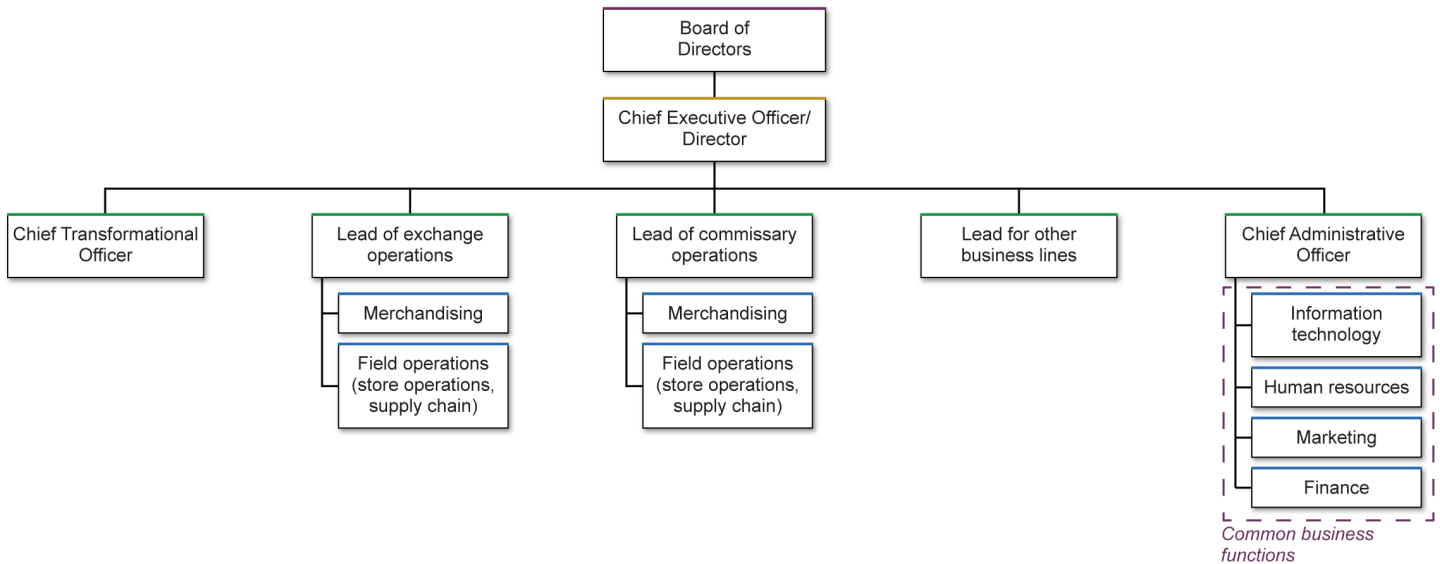 Board of
Directors
Chief Executive Officer/
Director
Chief Transformational
Officer
Lead of exchange
operations
Merchandising
Field operations
(store operations,
supply chain)
Lead of commissary
operations
Merchandising
Field operations
(store operations,
supply chain)
Lead for other
business lines
Chief Administrative
Officer
Information
technology
Human resources
Marketing
Finance
Common business
functions